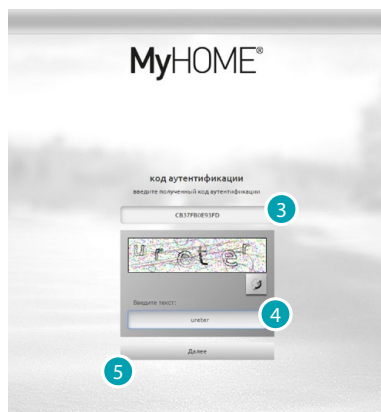 MyHOME®
код аутентификации
введите полученный код аутентификации
CB37FB0E93FD
3
ureter
Введите текст:
ureter
4
Далее
5